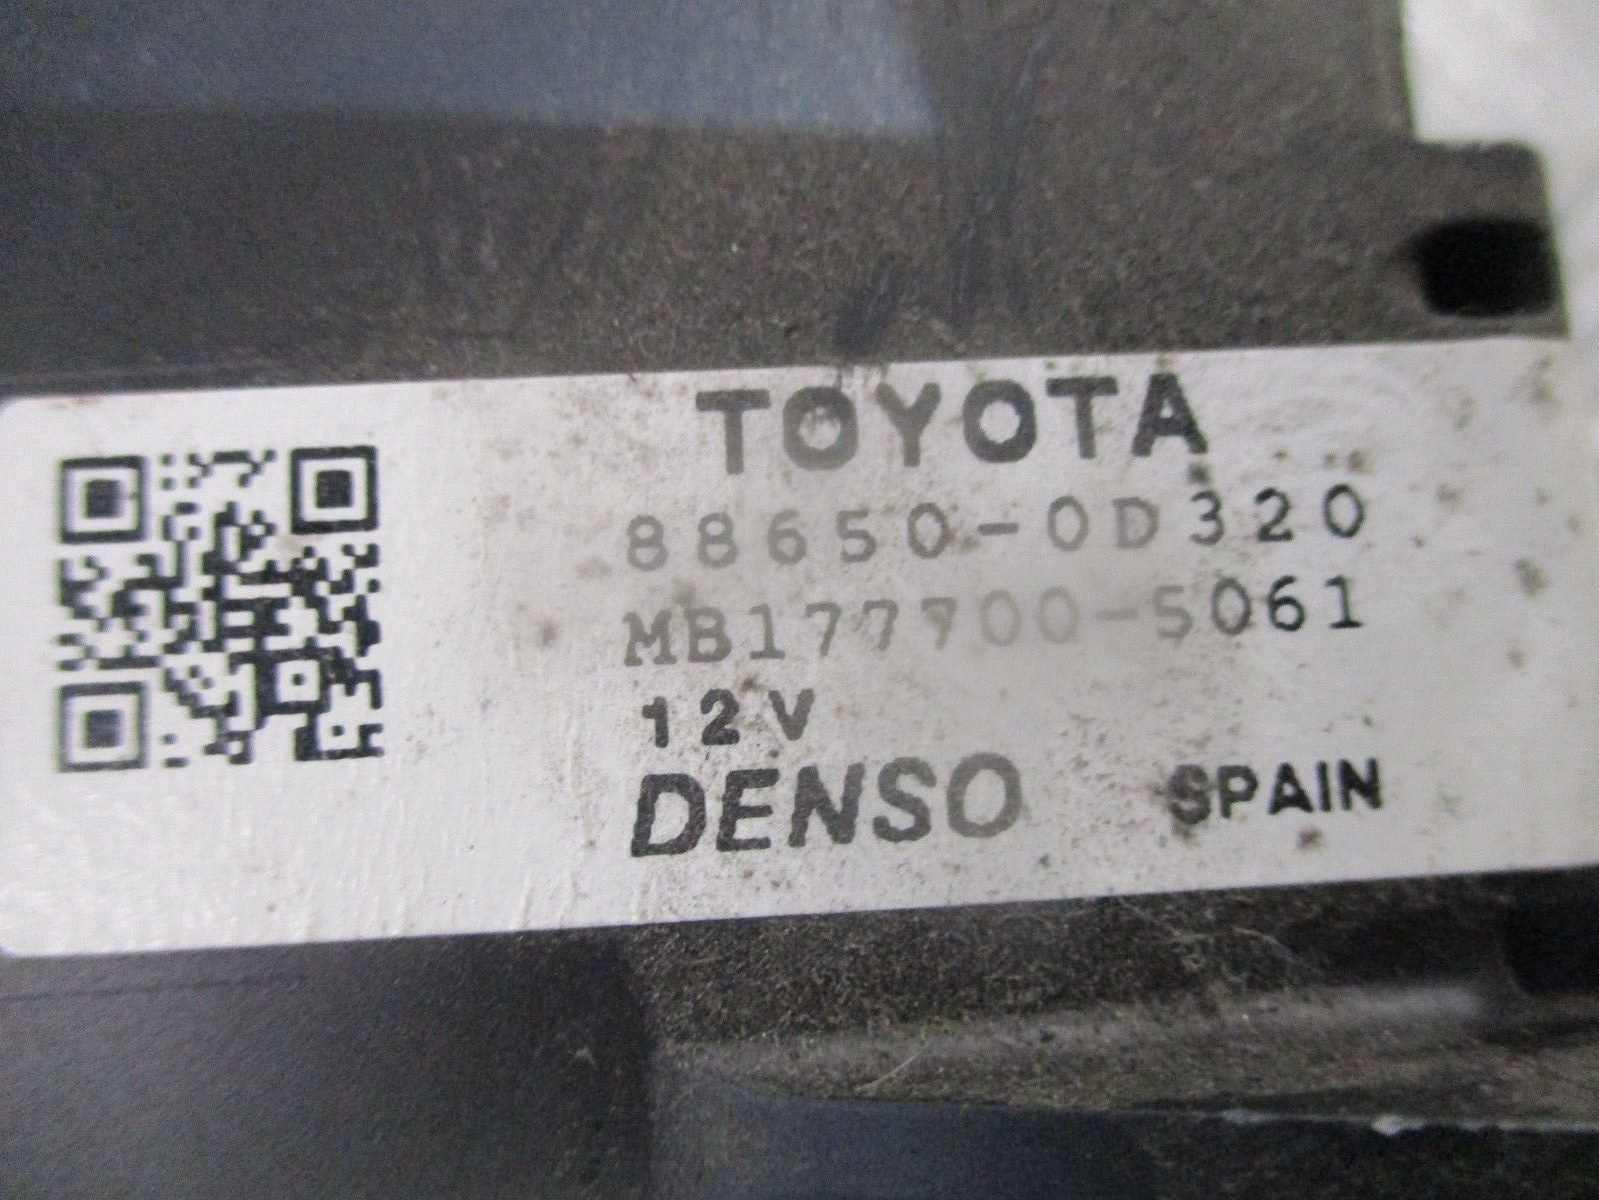 TOYOTA
88650-0D320
MB177700-5061
12V
DENSO SPAIN